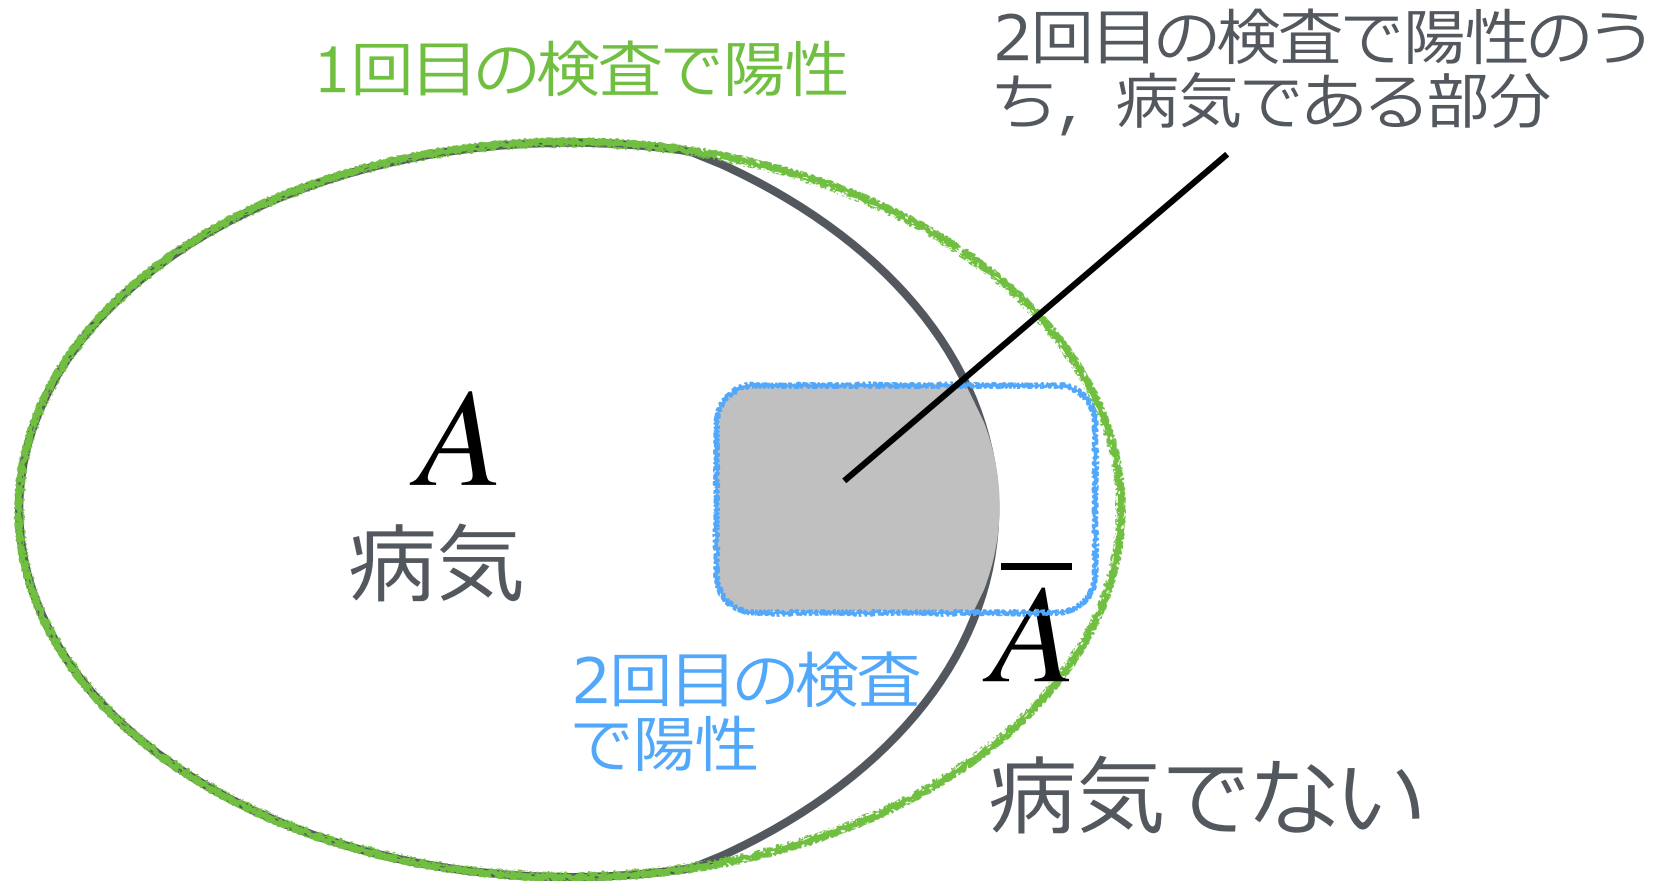 1回目の検査で陽性
2回目の検査で陽性のう
ち，病気である部分
A
病気
A̅
2回目の検査
で陽性
病気でない